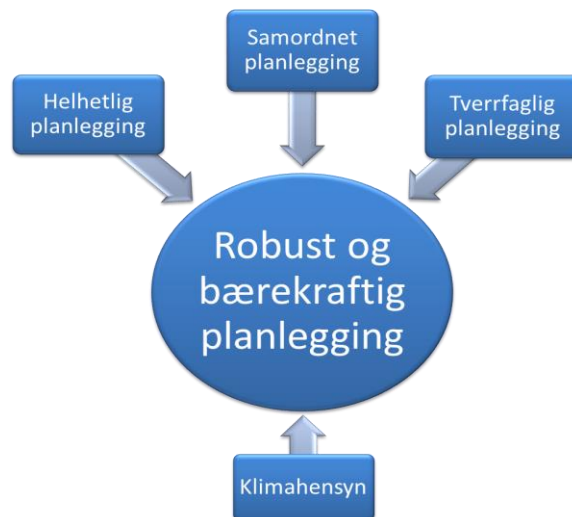 Samordnet
planlegging
Helhetlig
planlegging
Tverrfaglig
planlegging
Robust og
bærekraftig
planlegging
Klimahensyn